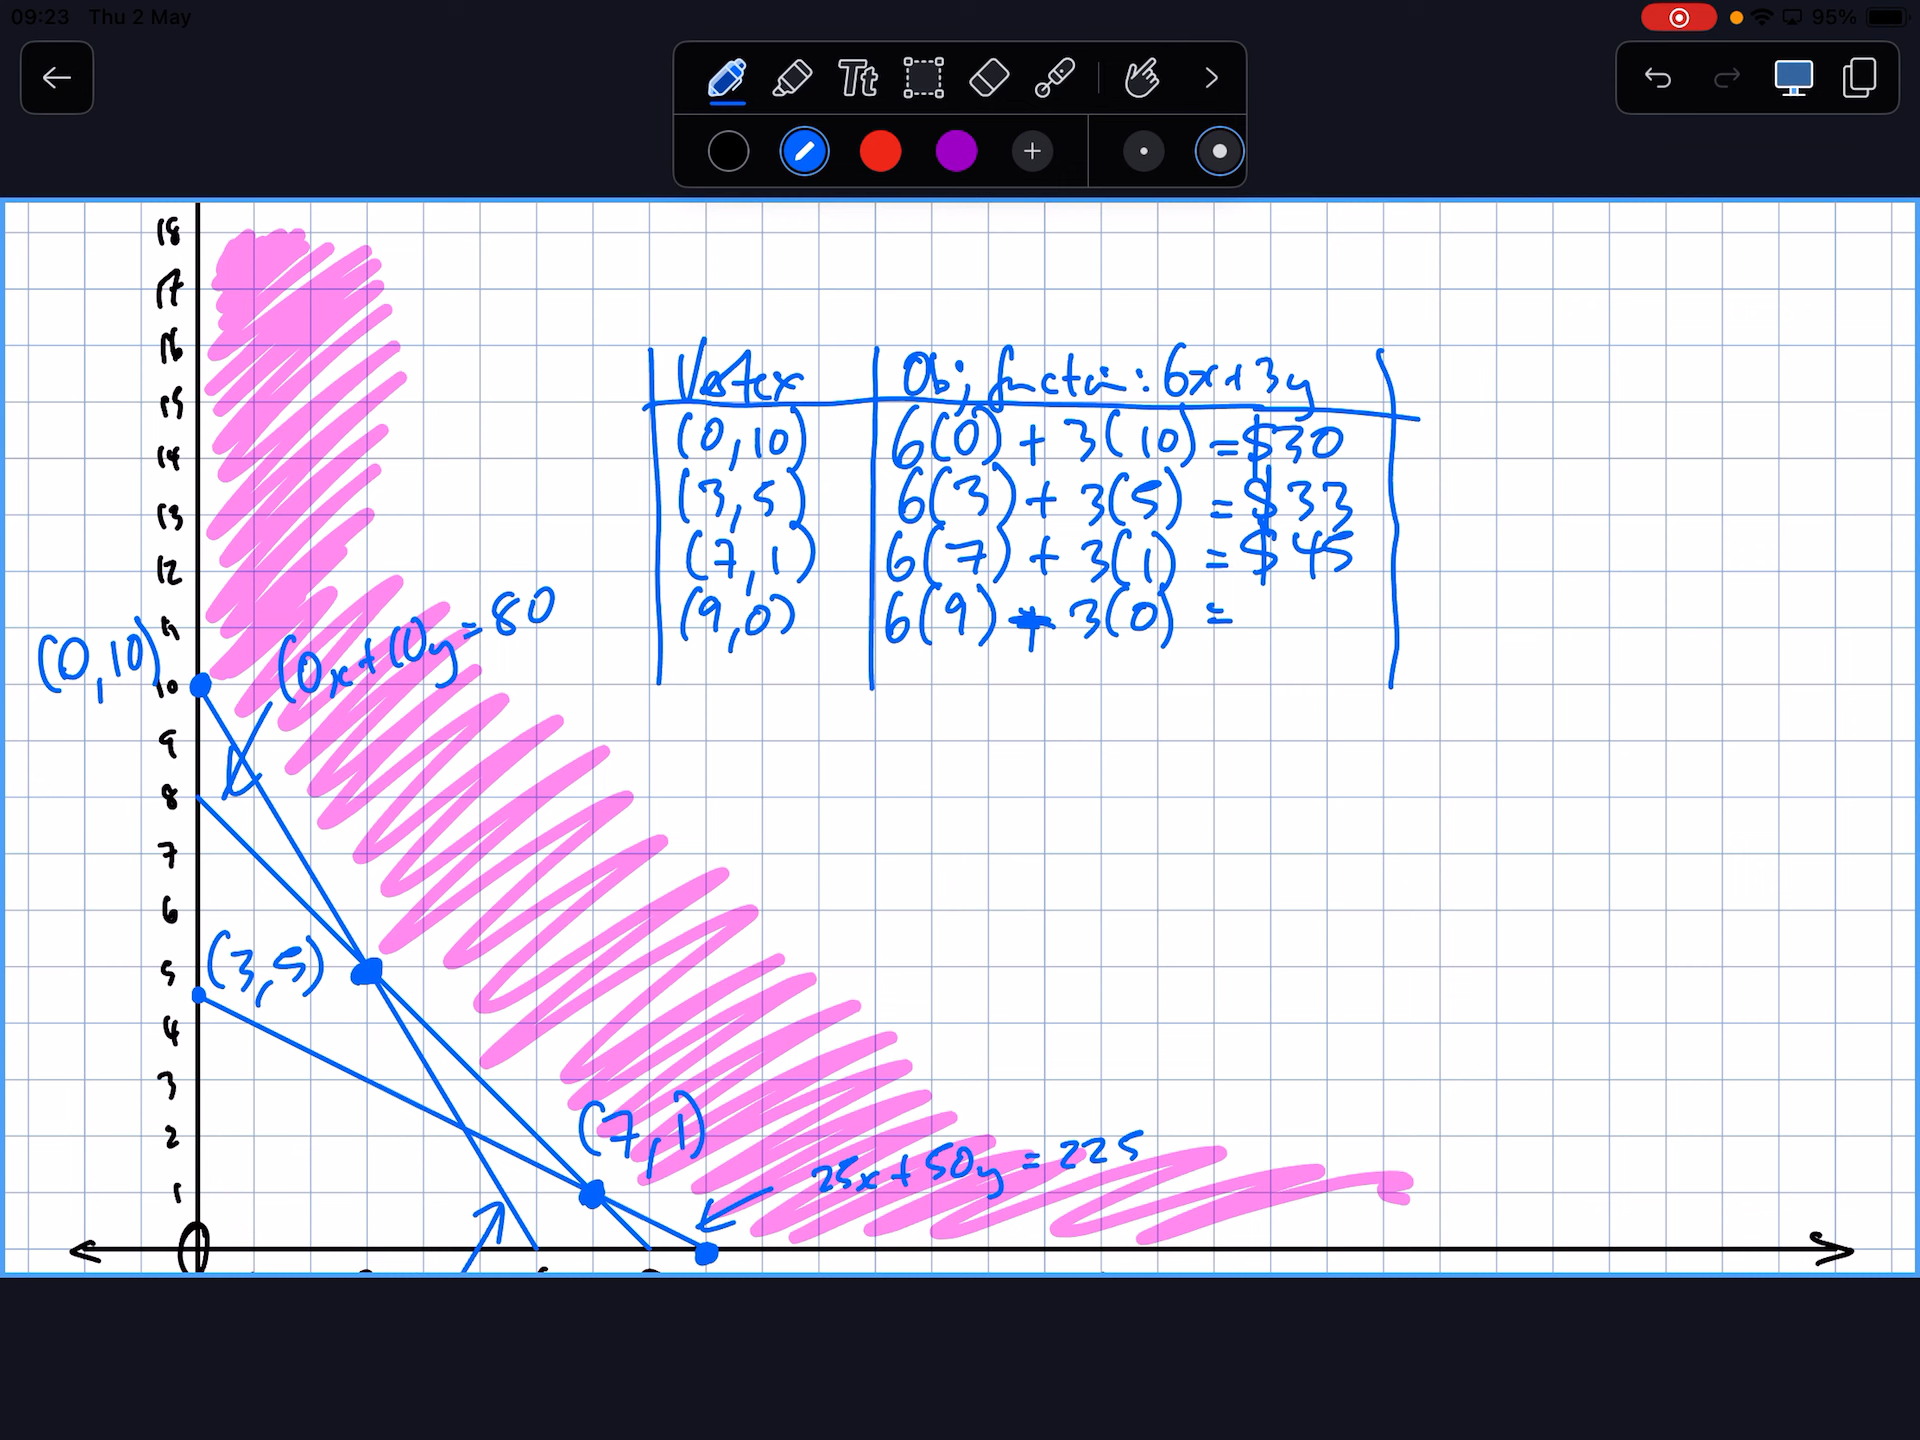 09:23 Thu 2 May
95%
Tt
18
17
16
15
14
13
12
11
10
9
8
7
6
5
4
3
2
1
0
Vertex Obj function: 6x+3y
(0,10) 6(0) + 3(10) = $30
(3,5) 6(3) + 3(5) = $33
(7,1) 6(7) + 3(1) = $45
(9,0) 6(9) + 3(0) =
(0,10)
10x+10y=80
(3,5)
(7,1)
25x+50y=225